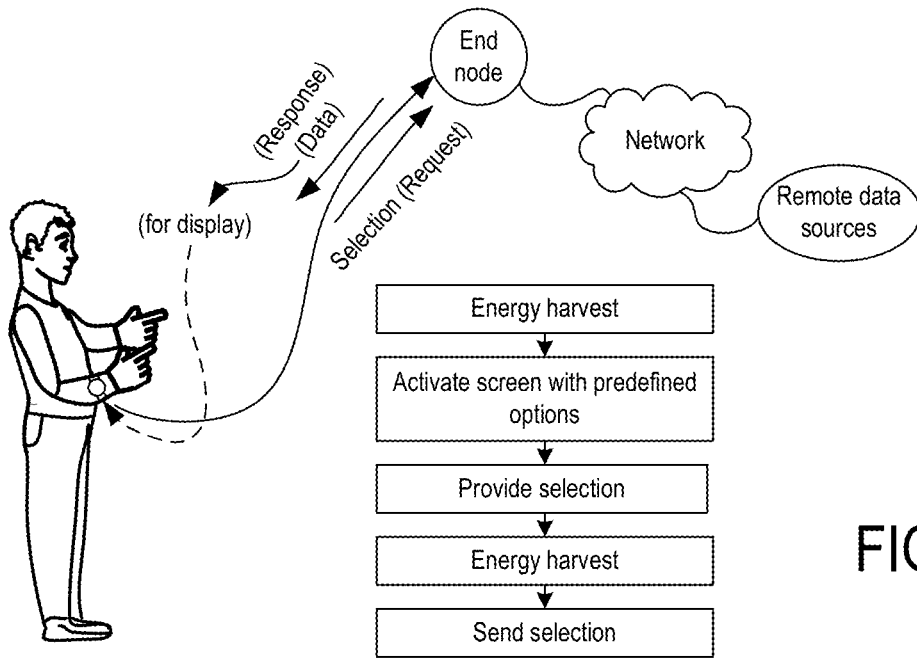 End
node
(Response)
(Data)
Network
Selection (Request)
Remote data
sources
(for display)
Energy harvest
Activate screen with predefined
options
Provide selection
Energy harvest
Send selection
FIG